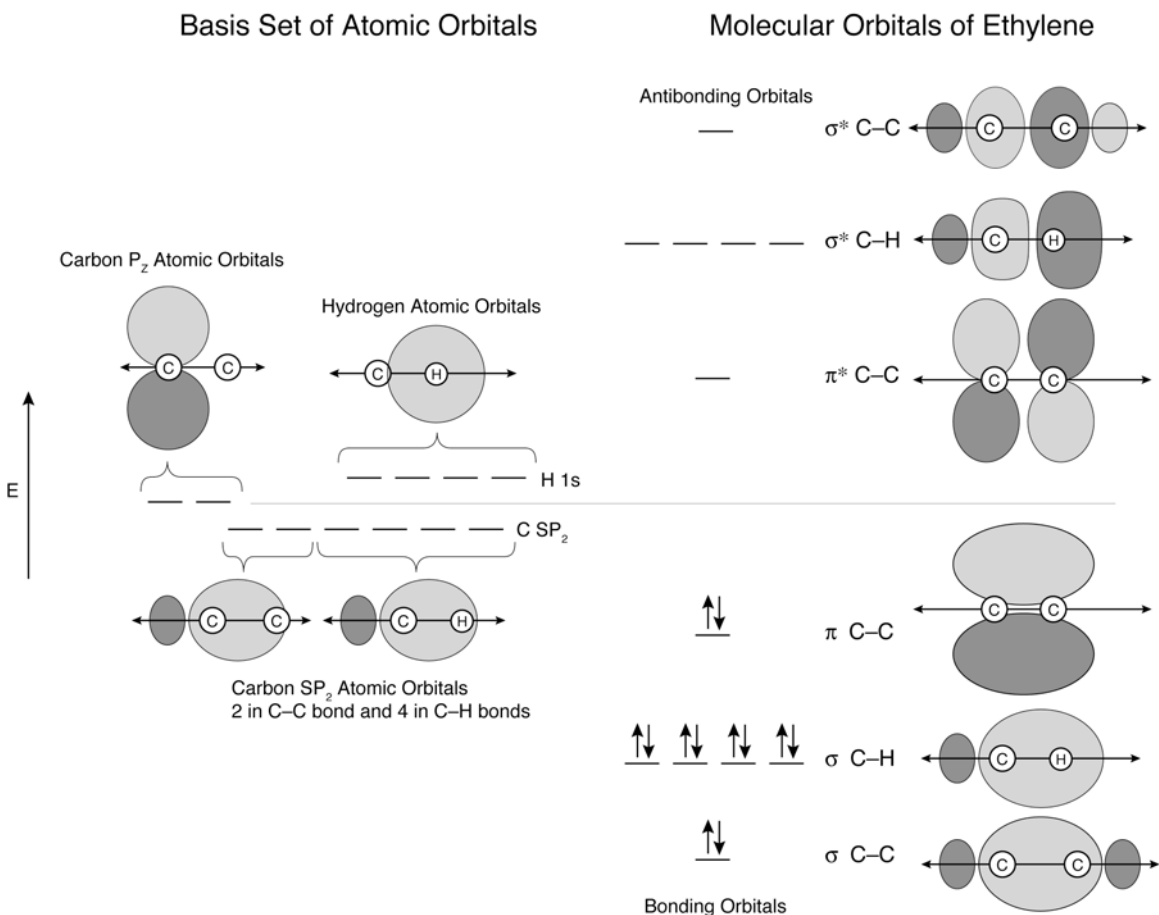 Basis Set of Atomic Orbitals
Molecular Orbitals of Ethylene
Antibonding Orbitals
σ* C–C
C C
σ* C–H
C H
Carbon P_Z Atomic Orbitals
Hydrogen Atomic Orbitals
C C
C H
π* C–C
C C
E
H 1s
C SP₂
C C
C H
π C–C
C C
Carbon SP₂ Atomic Orbitals
2 in C–C bond and 4 in C–H bonds
σ C–H
C H
σ C–C
C C
Bonding Orbitals